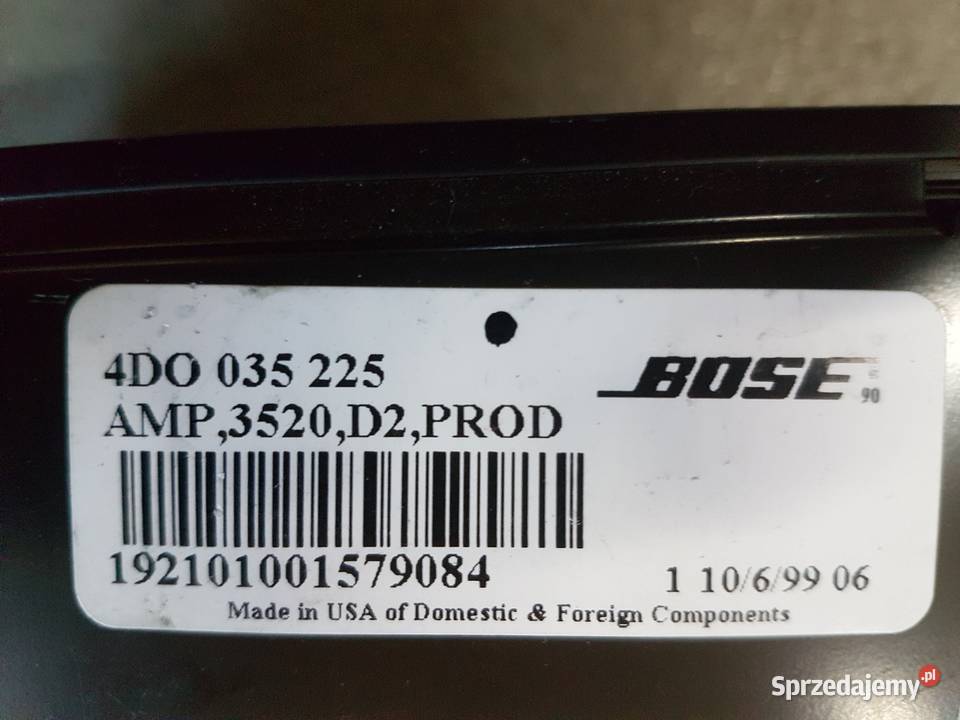 4DO 035 225
BOSE
90
AMP,3520,D2,PROD
192101001579084
1 10/6/99 06
Made in USA of Domestic & Foreign Components
Sprzedajemy.pl